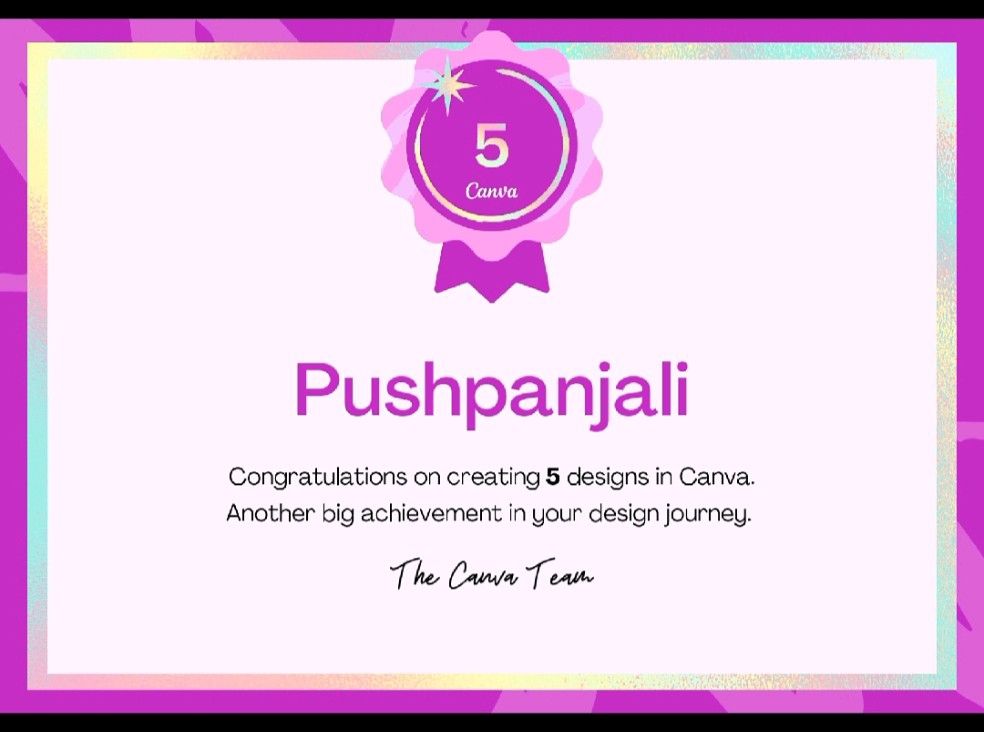 5
Canva
Pushpanjali
Congratulations on creating 5 designs in Canva.
Another big achievement in your design journey.
The Canva Team